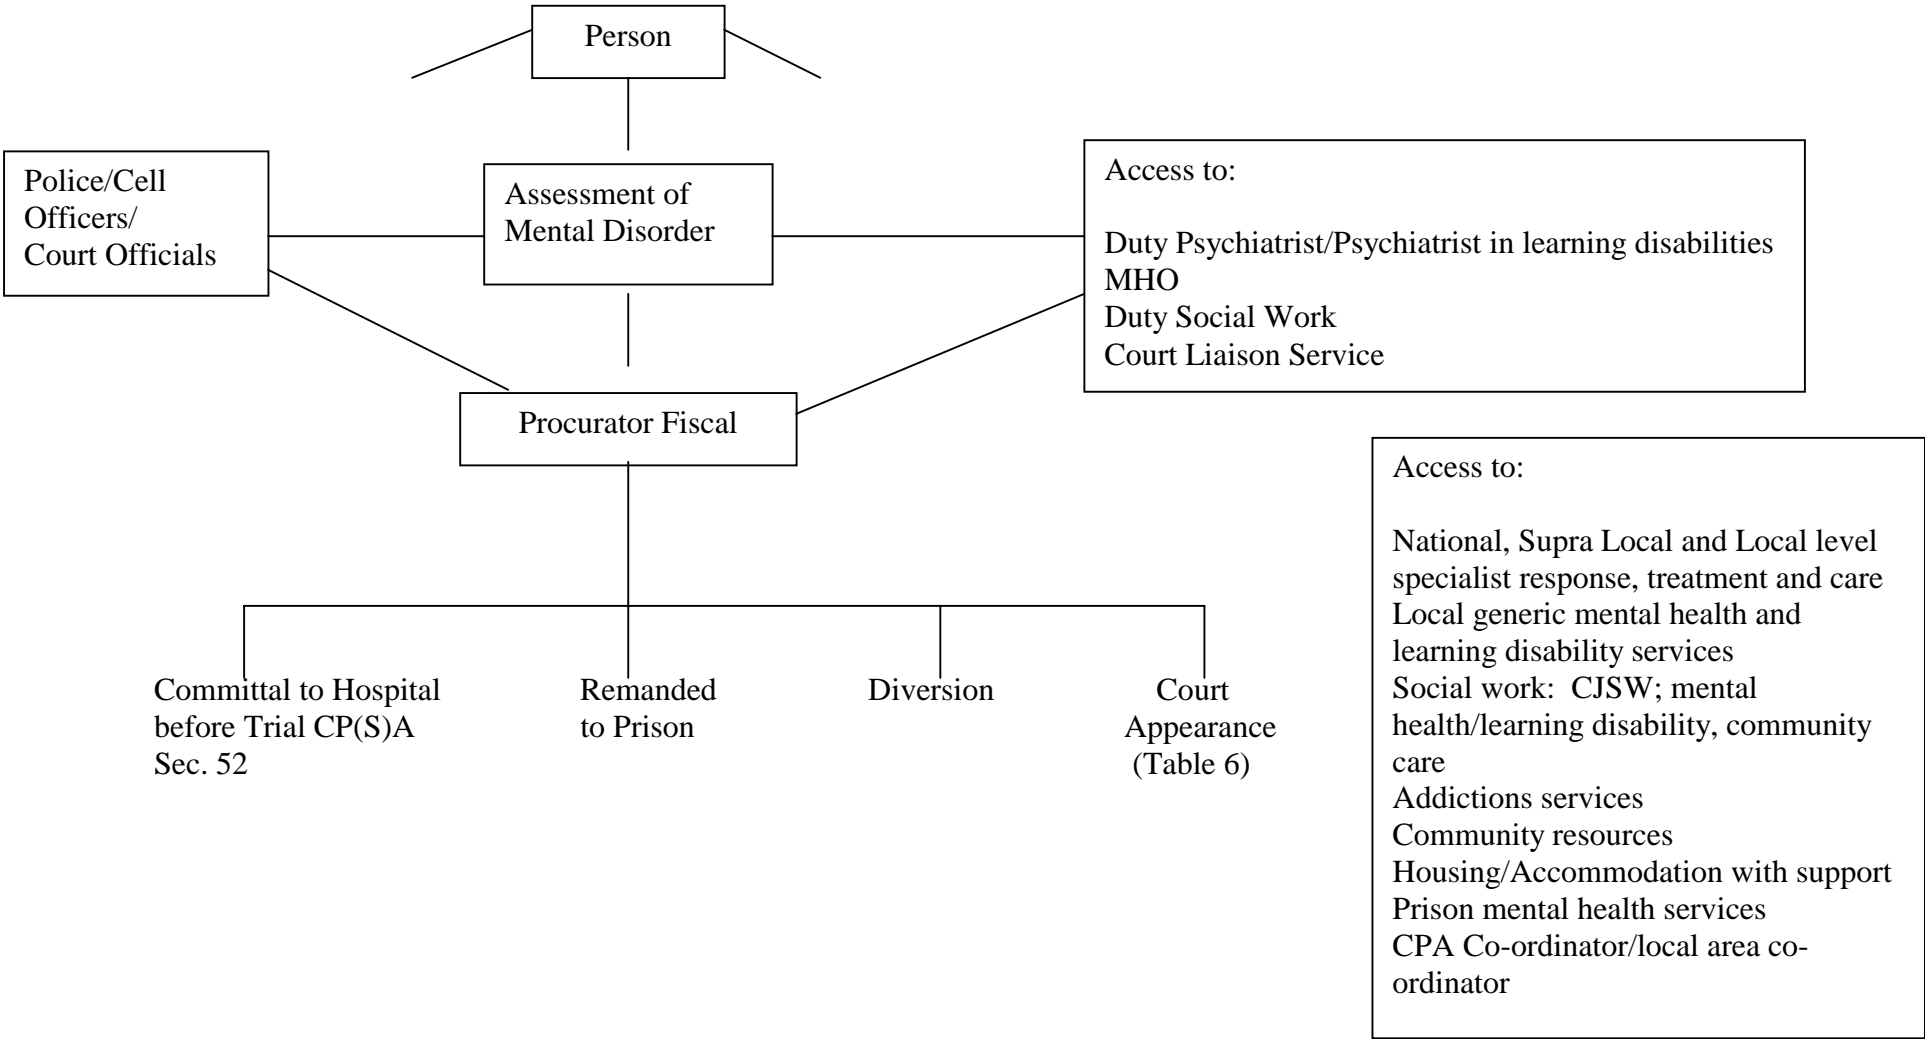 Person
Police/Cell
Officers/
Court Officials
Assessment of
Mental Disorder
Access to:
Duty Psychiatrist/Psychiatrist in learning disabilities
MHO
Duty Social Work
Court Liaison Service
Procurator Fiscal
Committal to Hospital
before Trial CP(S)A
Sec. 52
Remanded
to Prison
Diversion
Court
Appearance
(Table 6)
Access to:
National, Supra Local and Local level
specialist response, treatment and care
Local generic mental health and
learning disability services
Social work:  CJSW; mental
health/learning disability, community
care
Addictions services
Community resources
Housing/Accommodation with support
Prison mental health services
CPA Co-ordinator/local area co-
ordinator